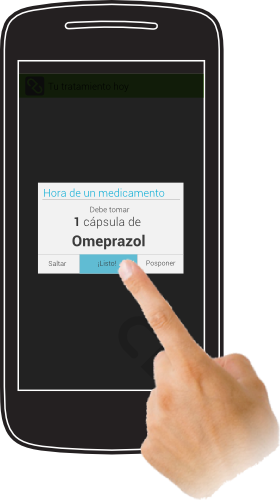 Tu tratamiento hoy
Hora de un medicamento
Debe tomar
1 cápsula de
Omeprazol
Saltar
¡Listo!
Posponer